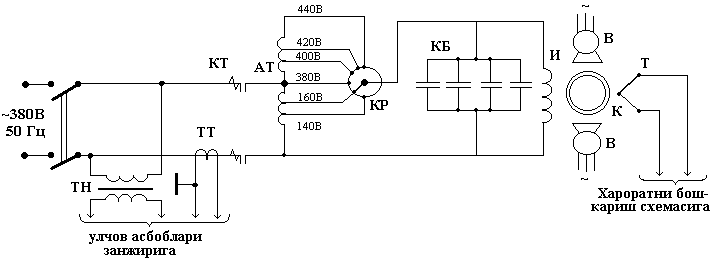 440В
~
420В
КБ
И
В
КТ
400В
АТ
380В
Т
160В
КР
К
~380В
50 Гц
140В
ТТ
В
ТН
~
Хароратни бош-
кариш схемасига
улчов асбоблари
занжирига